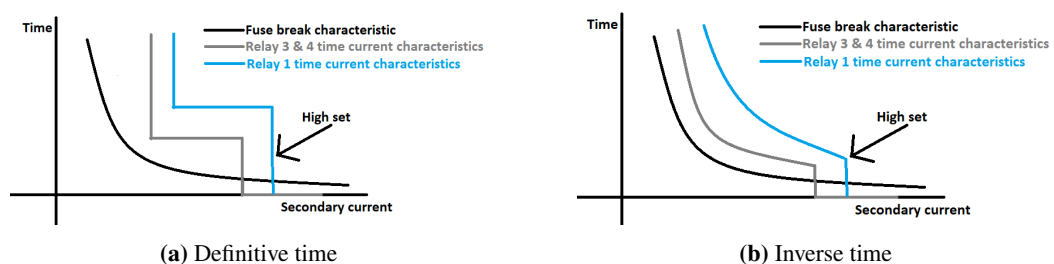 Time
Fuse break characteristic
Relay 3 & 4 time current characteristics
Relay 1 time current characteristics
High set
Secondary current
(a) Definitive time
Time
Fuse break characteristic
Relay 3 & 4 time current characteristics
Relay 1 time current characteristics
High set
Secondary current
(b) Inverse time